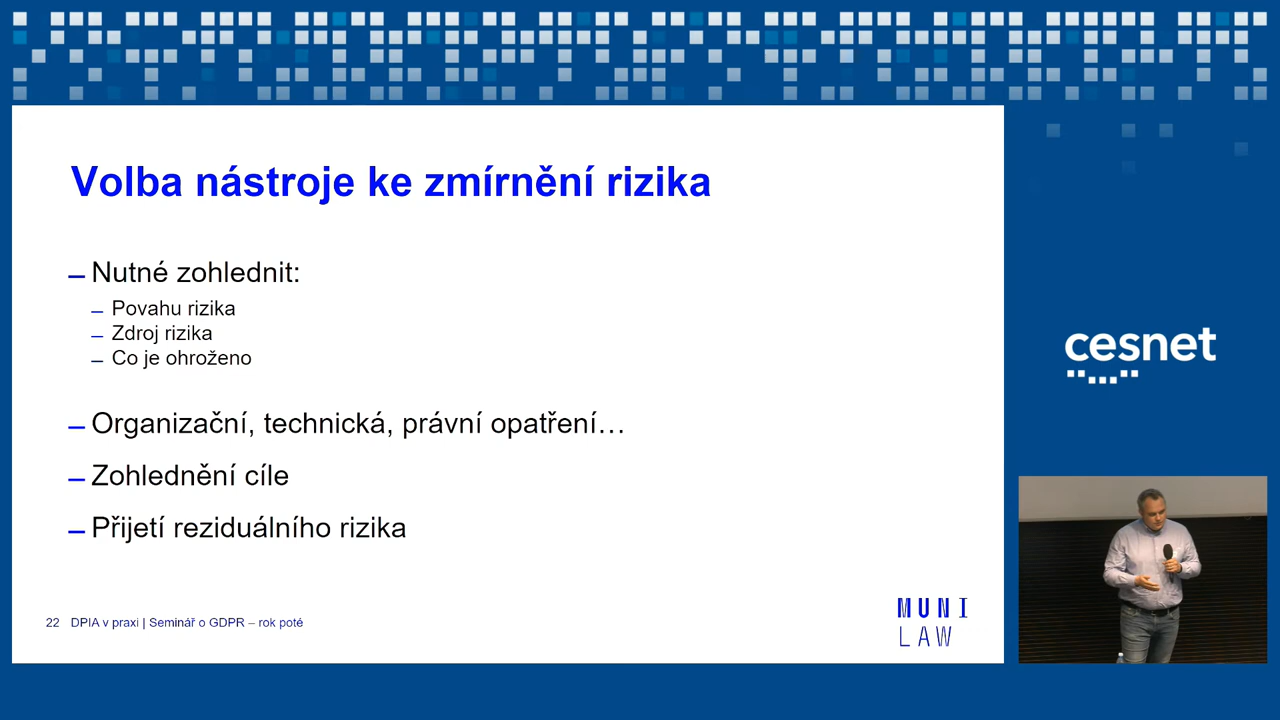 Volba nástroje ke zmírnění rizika
– Nutné zohlednit:
– Povahu rizika
– Zdroj rizika
– Co je ohroženo
– Organizační, technická, právní opatření…
– Zohlednění cíle
– Přijetí reziduálního rizika
22 DPIA v praxi | Seminář o GDPR – rok poté
MUNI
LAW
cesnet